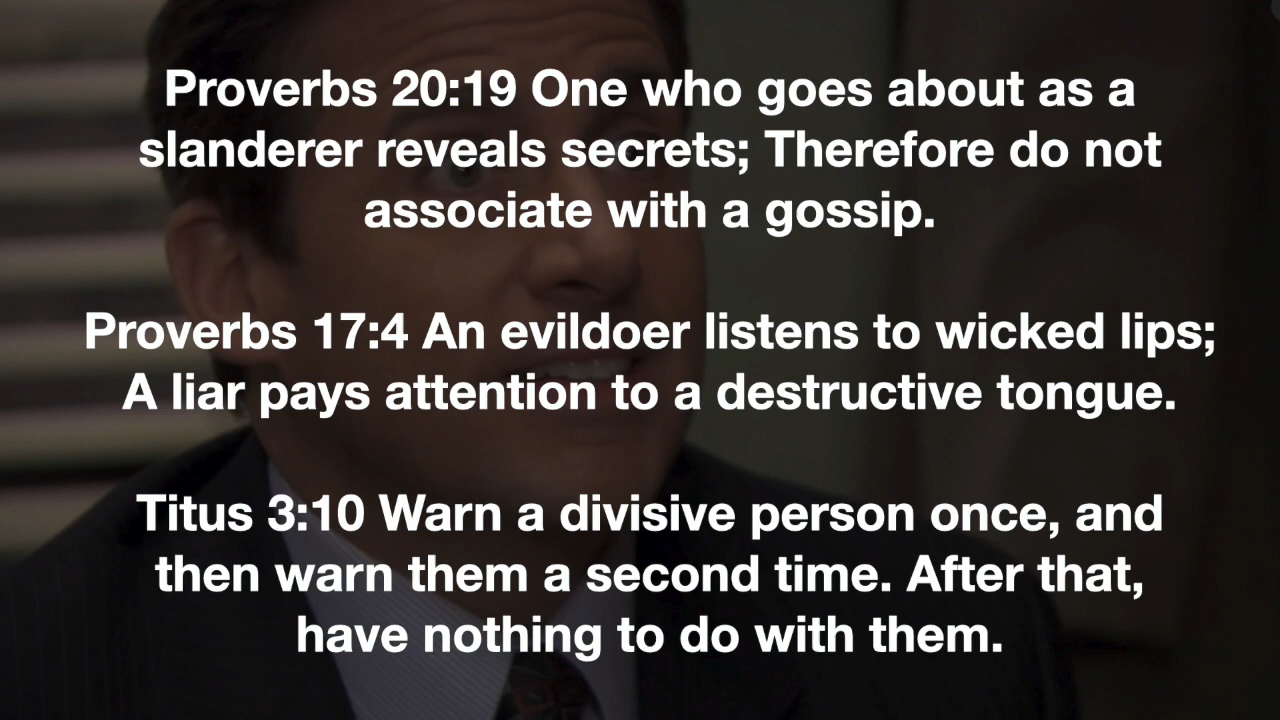 Proverbs 20:19 One who goes about as a
slanderer reveals secrets; Therefore do not
associate with a gossip.
Proverbs 17:4 An evildoer listens to wicked lips;
A liar pays attention to a destructive tongue.
Titus 3:10 Warn a divisive person once, and
then warn them a second time. After that,
have nothing to do with them.